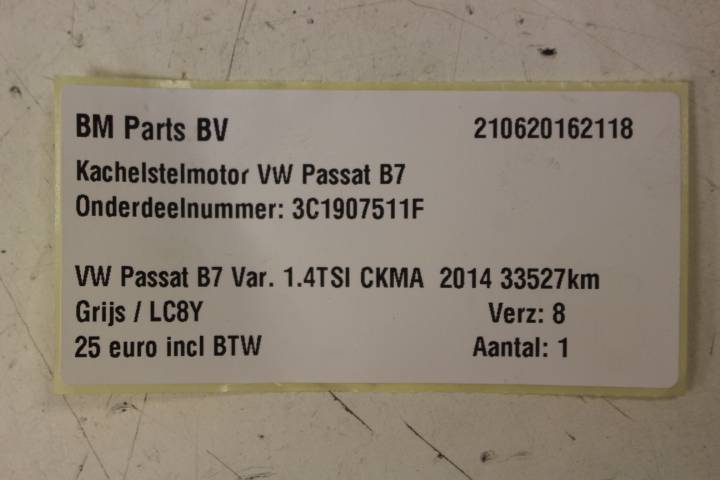 BM Parts BV 210620162118
Kachelstelmotor VW Passat B7
Onderdeelnummer: 3C1907511F
VW Passat B7 Var. 1.4TSI CKMA 2014 33527km
Grijs / LC8Y Verz: 8
25 euro incl BTW Aantal: 1